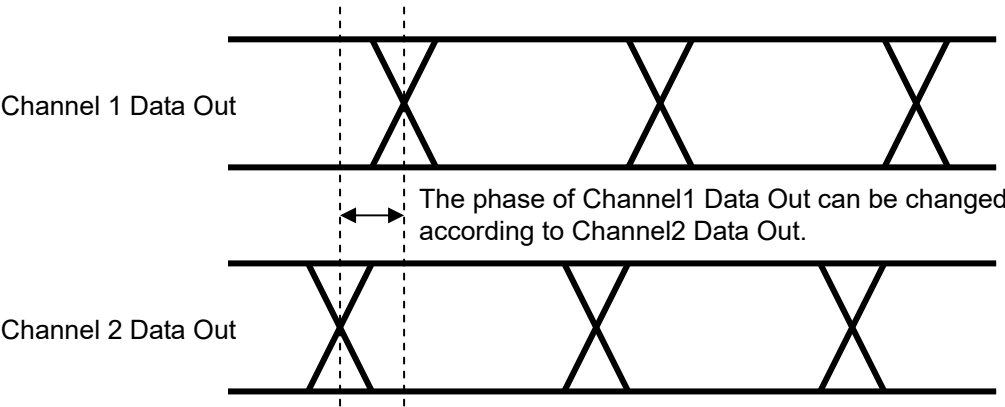 Channel 1 Data Out
The phase of Channel1 Data Out can be changed
according to Channel2 Data Out.
Channel 2 Data Out